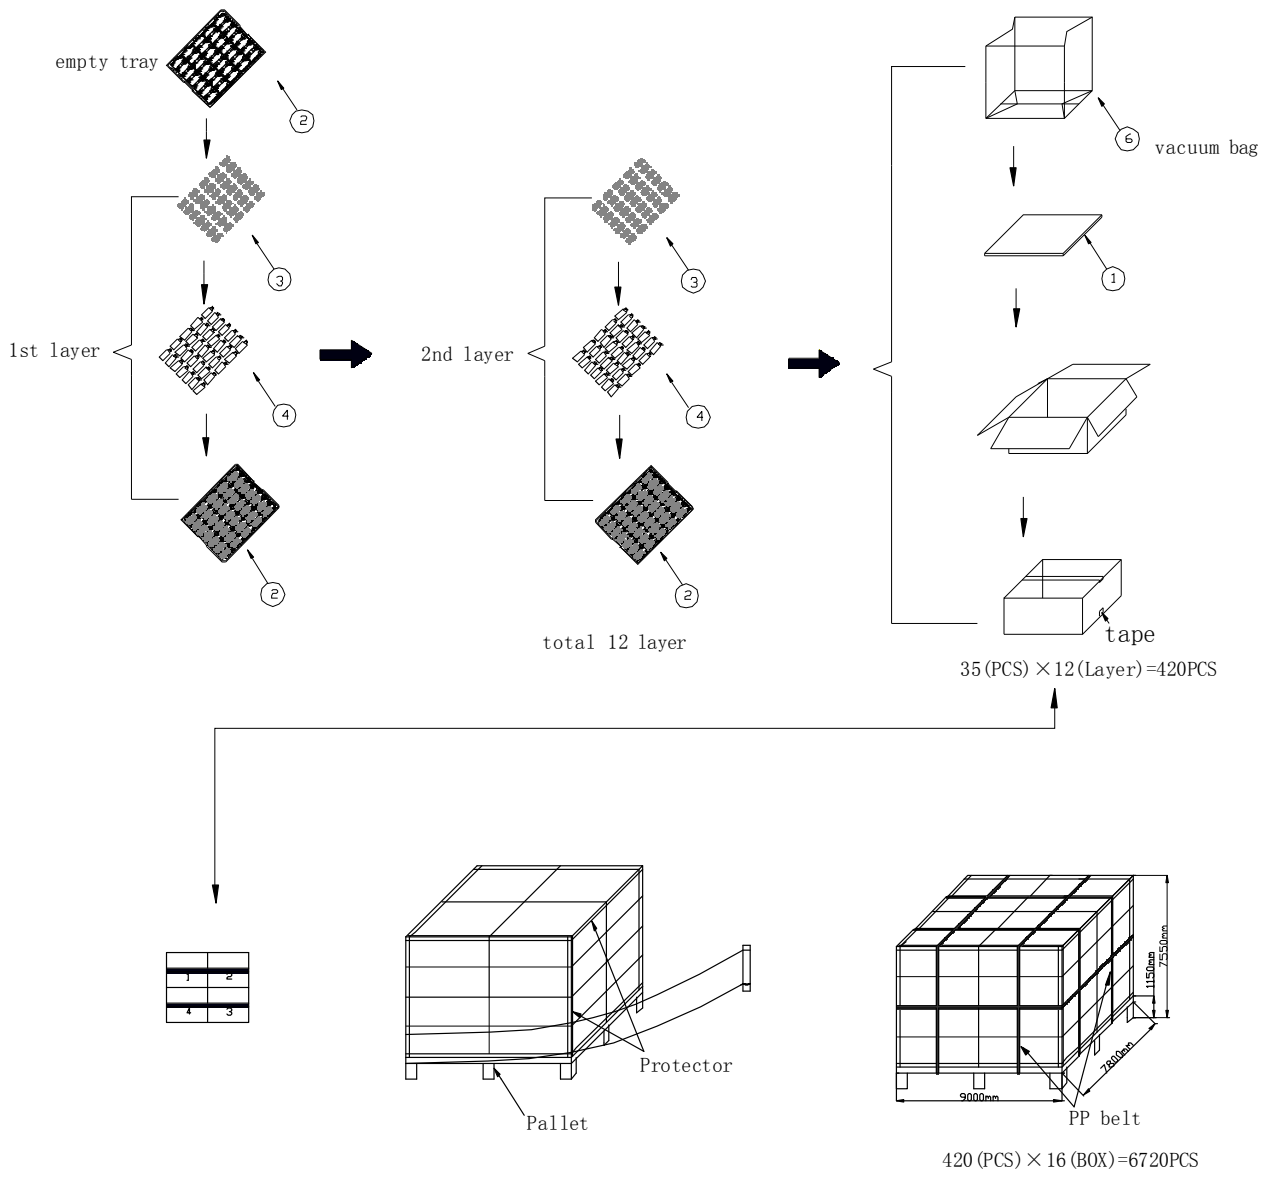 empty tray
2
3
1st layer
4
2
3
2nd layer
4
2
total 12 layer
6
vacuum bag
1
tape
35(PCS)×12(Layer)=420PCS
1 2
4 3
Protector
Pallet
7550mm
1150mm
7800mm
9000mm
PP belt
420(PCS)×16(BOX)=6720PCS